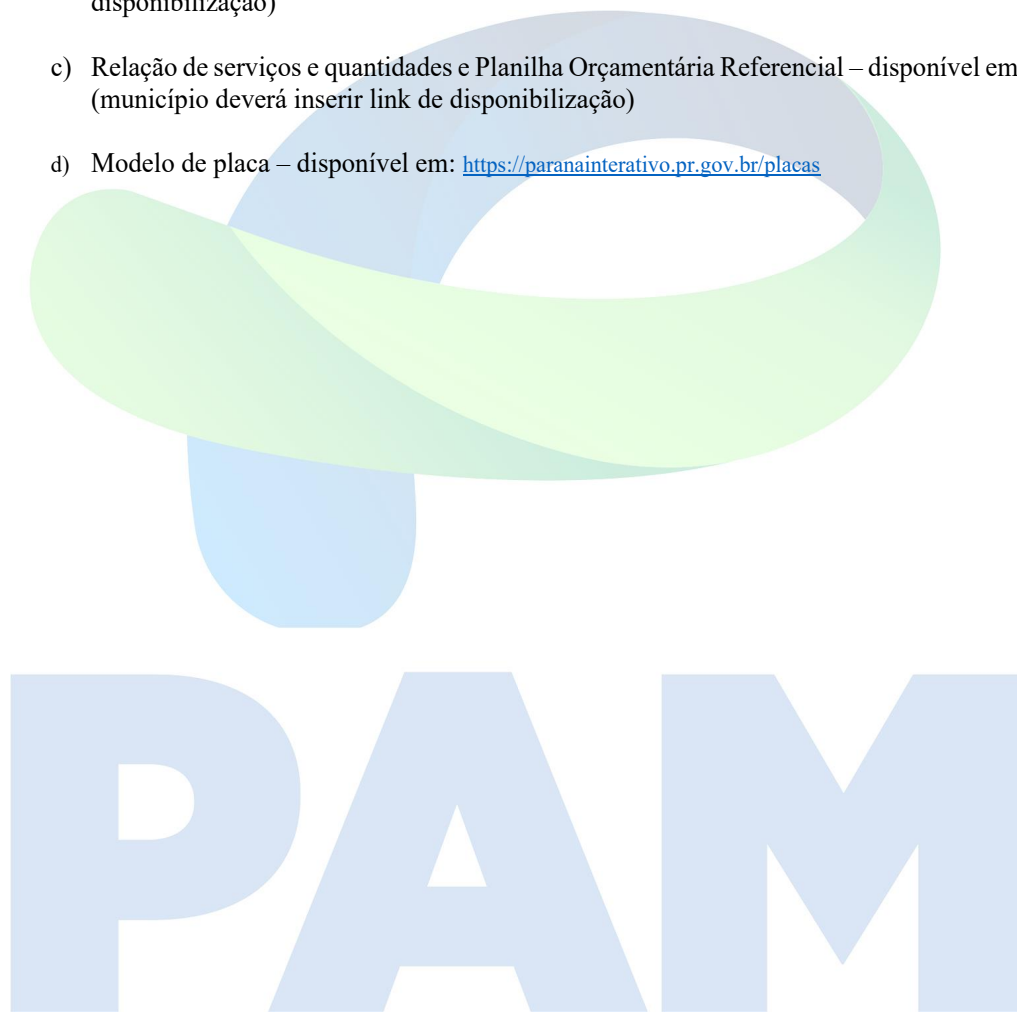 disponibilização)
c) Relação de serviços e quantidades e Planilha Orçamentária Referencial – disponível em
(município deverá inserir link de disponibilização)
d) Modelo de placa – disponível em: https://paranainterativo.pr.gov.br/placas
PAM